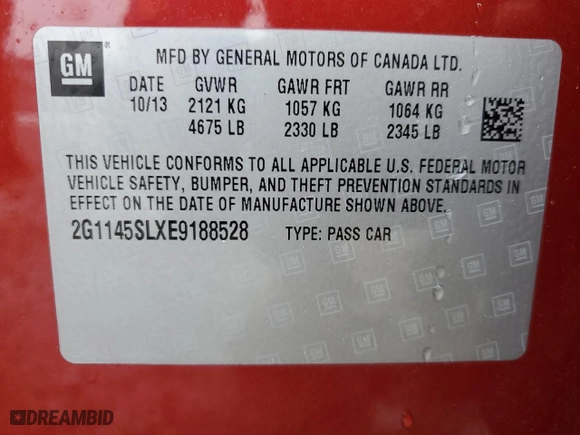 GM ®
MFD BY GENERAL MOTORS OF CANADA LTD.
DATE GVWR GAWR FRT GAWR RR
10/13 2121 KG 1057 KG 1064 KG
4675 LB 2330 LB 2345 LB
THIS VEHICLE CONFORMS TO ALL APPLICABLE U.S. FEDERAL MOTOR
VEHICLE SAFETY, BUMPER, AND THEFT PREVENTION STANDARDS IN
EFFECT ON THE DATE OF MANUFACTURE SHOWN ABOVE.
2G1145SLXE9188528 TYPE: PASS CAR
DREAMBID